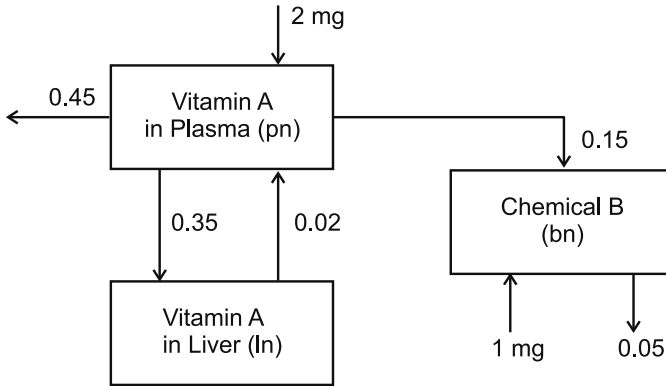 2 mg
0.45
Vitamin A
in Plasma (pn)
0.15
0.35
0.02
Chemical B
(bn)
Vitamin A
in Liver (ln)
1 mg
0.05